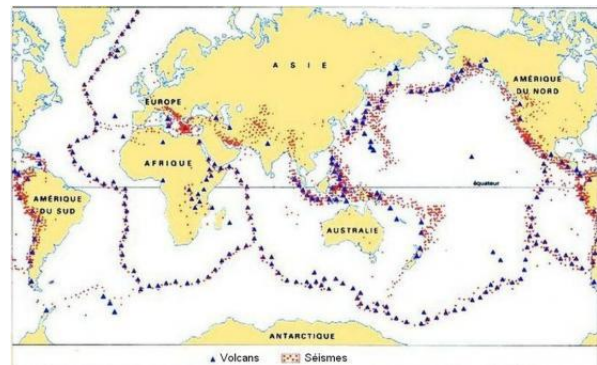 ASIE
AMÉRIQUE
DU NORD
EUROPE
AFRIQUE
équateur
AMÉRIQUE
DU SUD
AUSTRALIE
ANTARCTIQUE
Volcans
Séismes